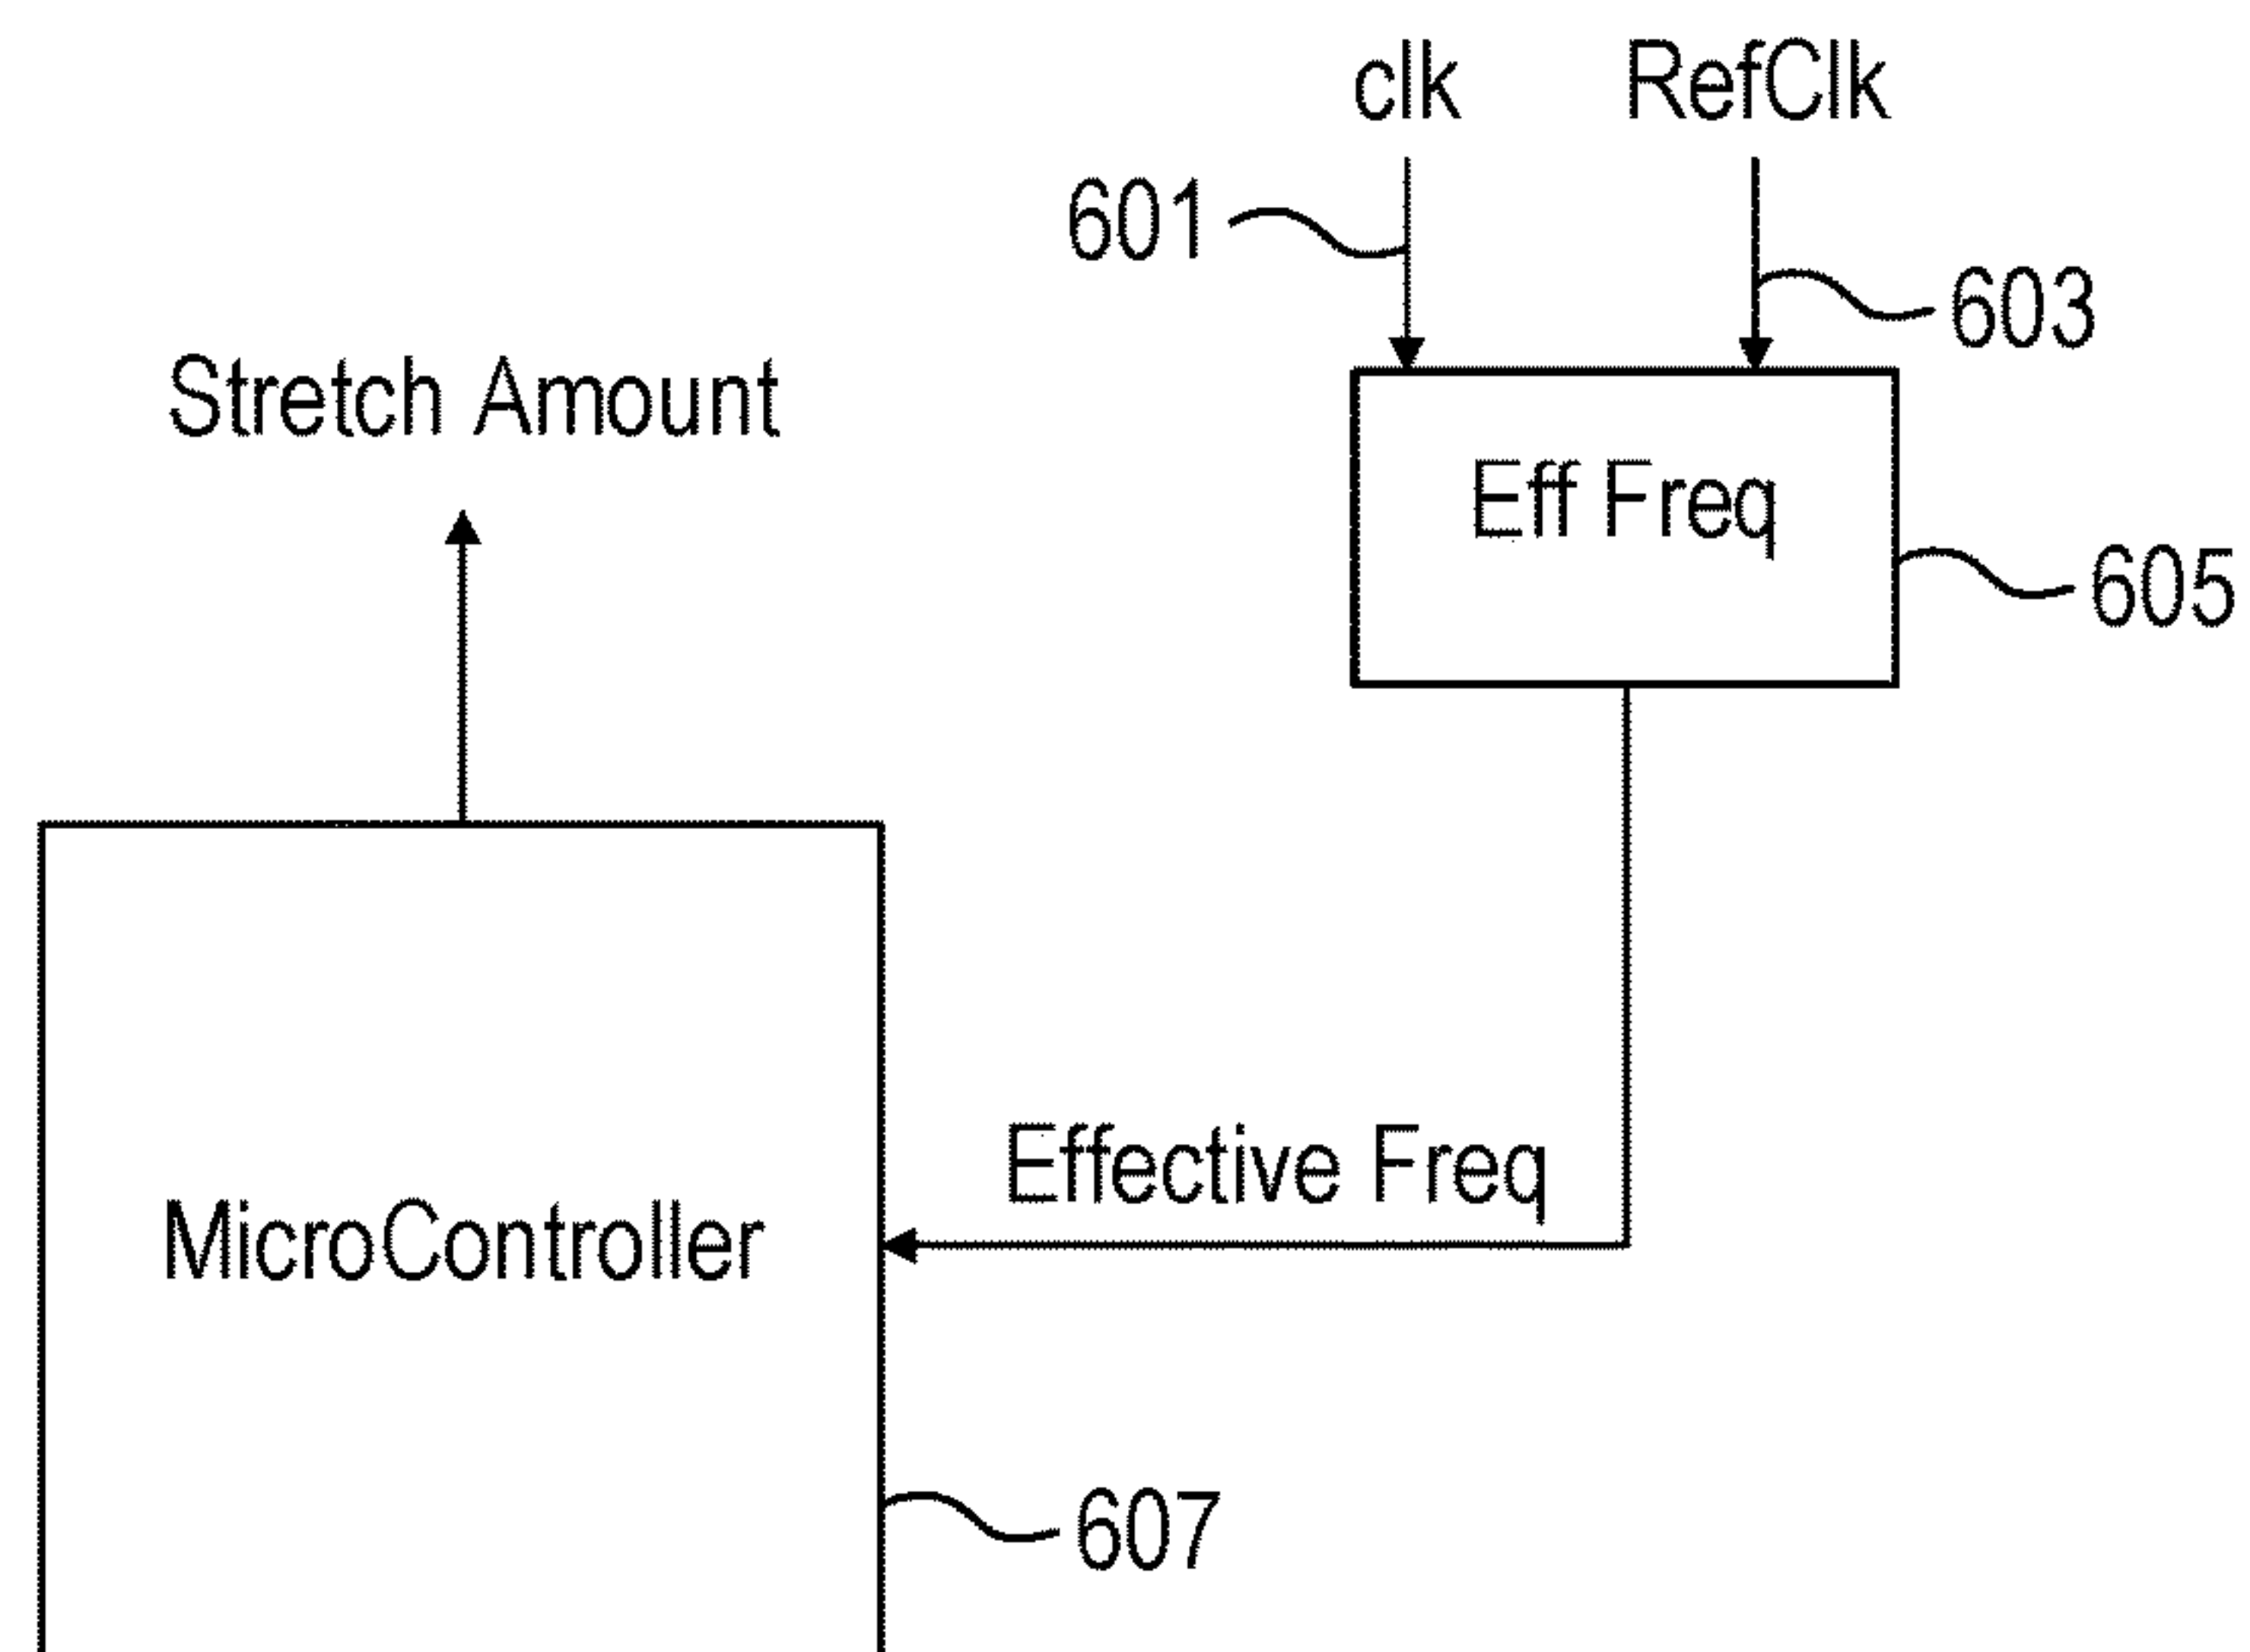 clk RefClk
601
603
Stretch Amount
Eff Freq
605
Effective Freq
MicroController
607